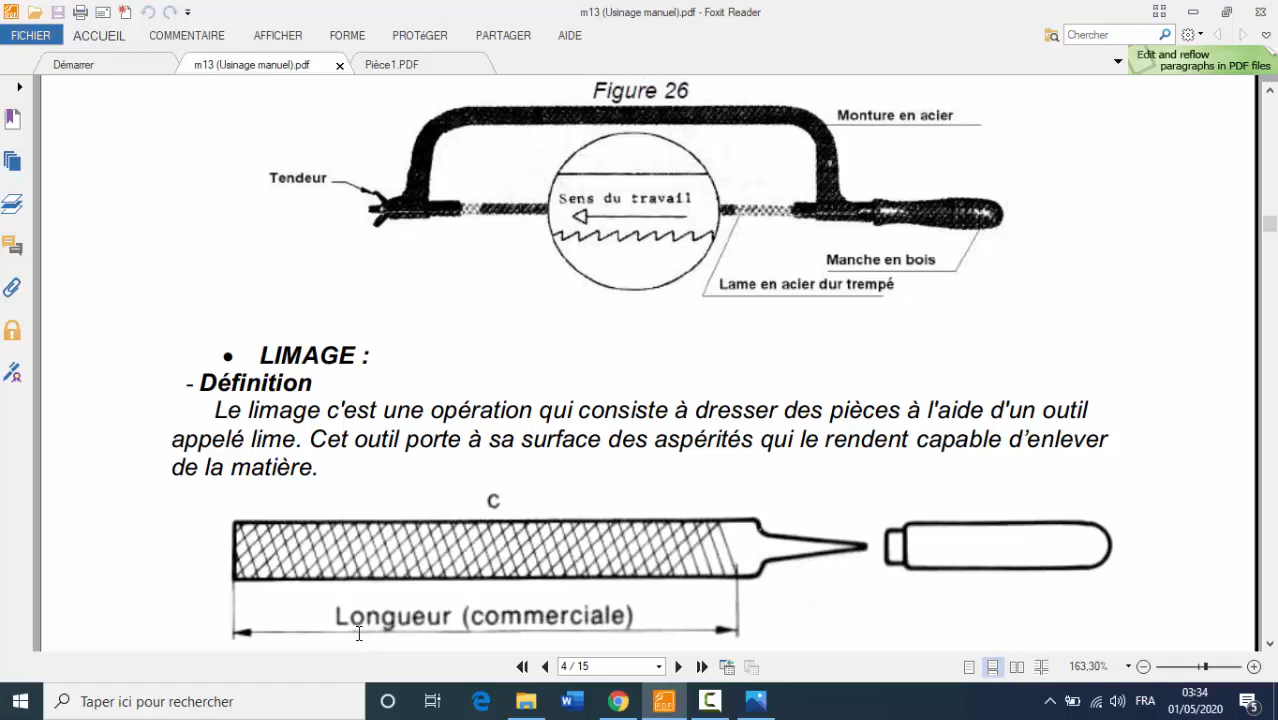 m13 (Usinage manuel).pdf - Foxit Reader
FICHIER ACCUEIL COMMENTAIRE AFFICHER FORME PROTéGER PARTAGER AIDE
Chercher
Démarrer
m13 (Usinage manuel).pdf
Pièce1.PDF
Edit and reflow
paragraphs in PDF files
Figure 26
Monture en acier
Tendeur
Sens du travail
Manche en bois
Lame en acier dur trempé
• LIMAGE :
- Définition
Le limage c'est une opération qui consiste à dresser des pièces à l'aide d'un outil
appelé lime. Cet outil porte à sa surface des aspérités qui le rendent capable d’enlever
de la matière.
C
Longueur (commerciale)
4 / 15
163,30%
Taper ici pour rechercher
FRA
03:34
01/05/2020
5